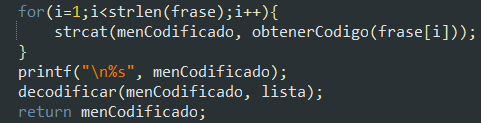 for(i=1;i<strlen(frase);i++){
strcat(menCodificado, obtenerCodigo(frase[i]));
}
printf("\n%s", menCodificado);
decodificar(menCodificado, lista);
return menCodificado;